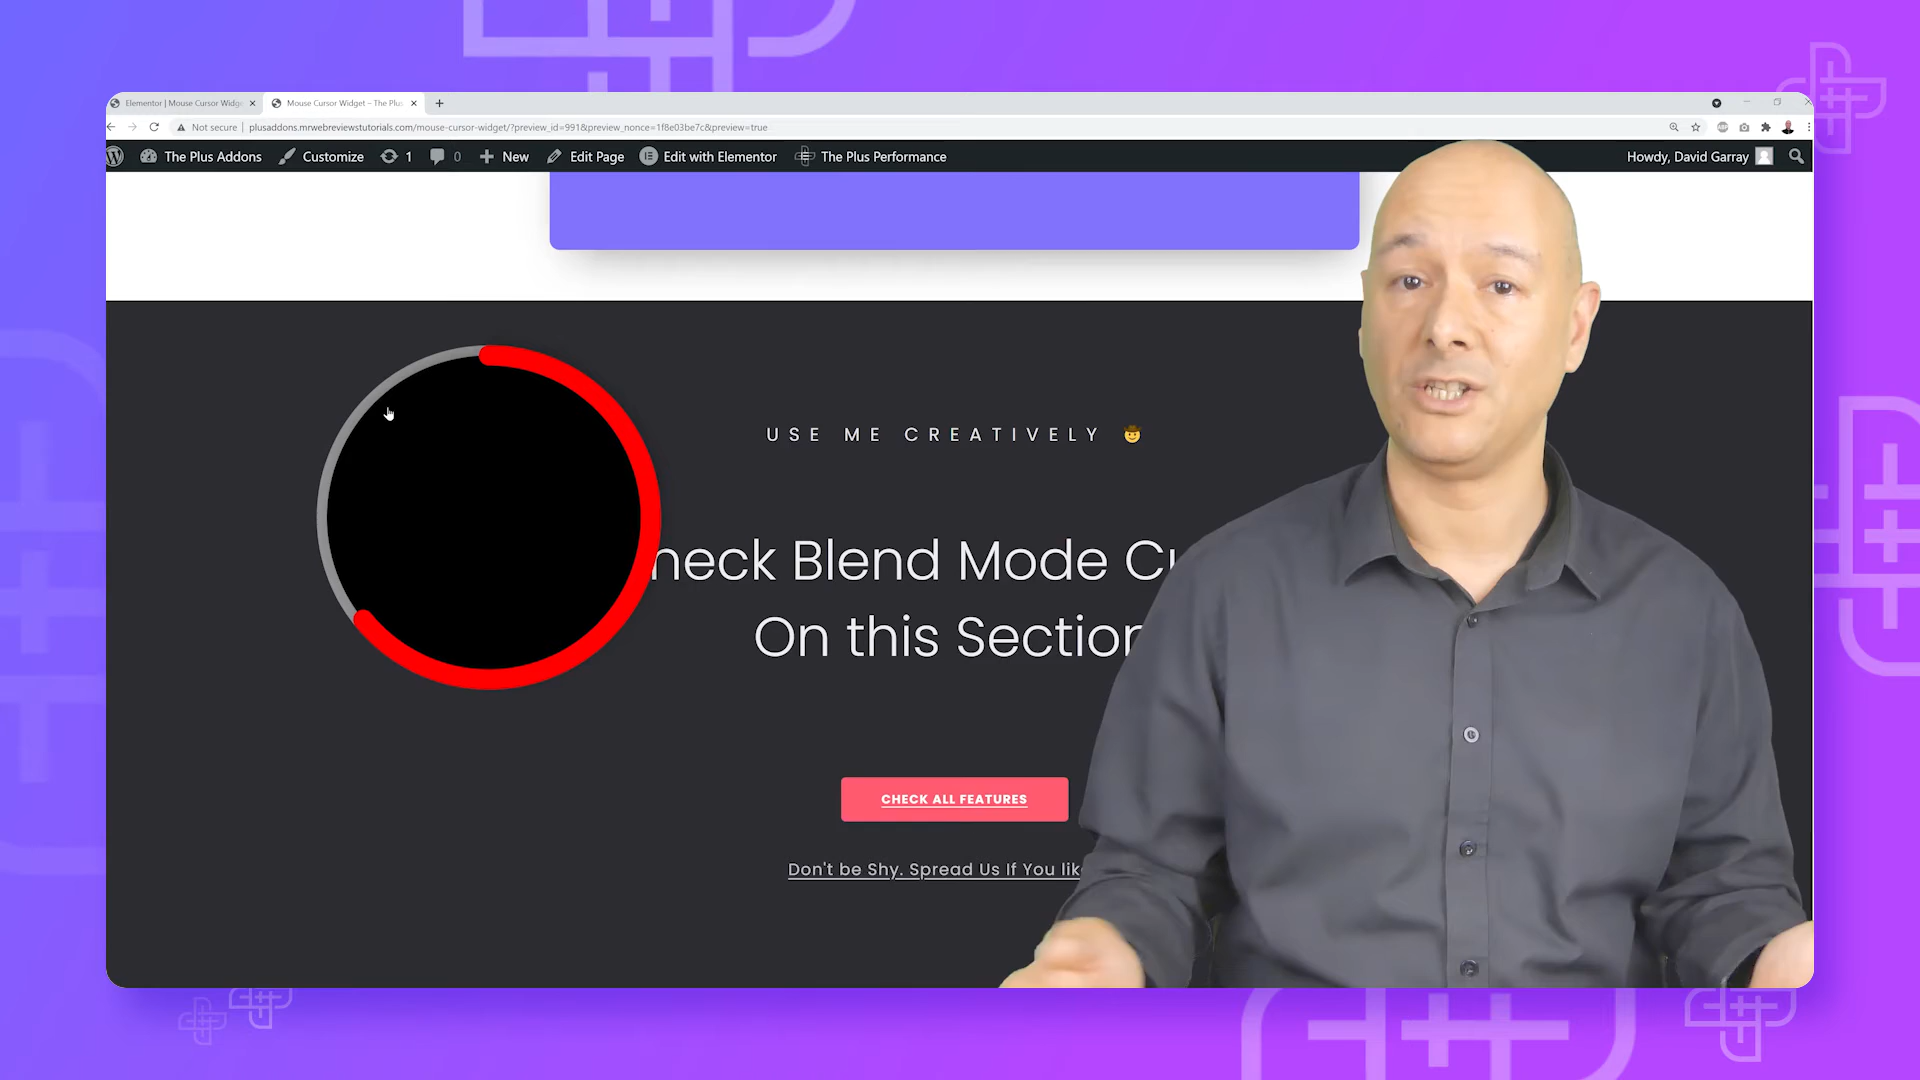 Elementor | Mouse Cursor Widg
Mouse Cursor Widget – The Plus
Not secure
plusaddons.mrwebreviewstutorials.com/mouse-cursor-widget/?preview_id=991&preview_nonce=1f8e03be7c&preview=true
The Plus Addons
Customize
1
0
New
Edit Page
Edit with Elementor
The Plus Performance
Howdy, David Garray
USE ME CREATIVELY 🤠
heck Blend Mode Cu
On this Section
CHECK ALL FEATURES
Don't be Shy. Spread Us If You lik